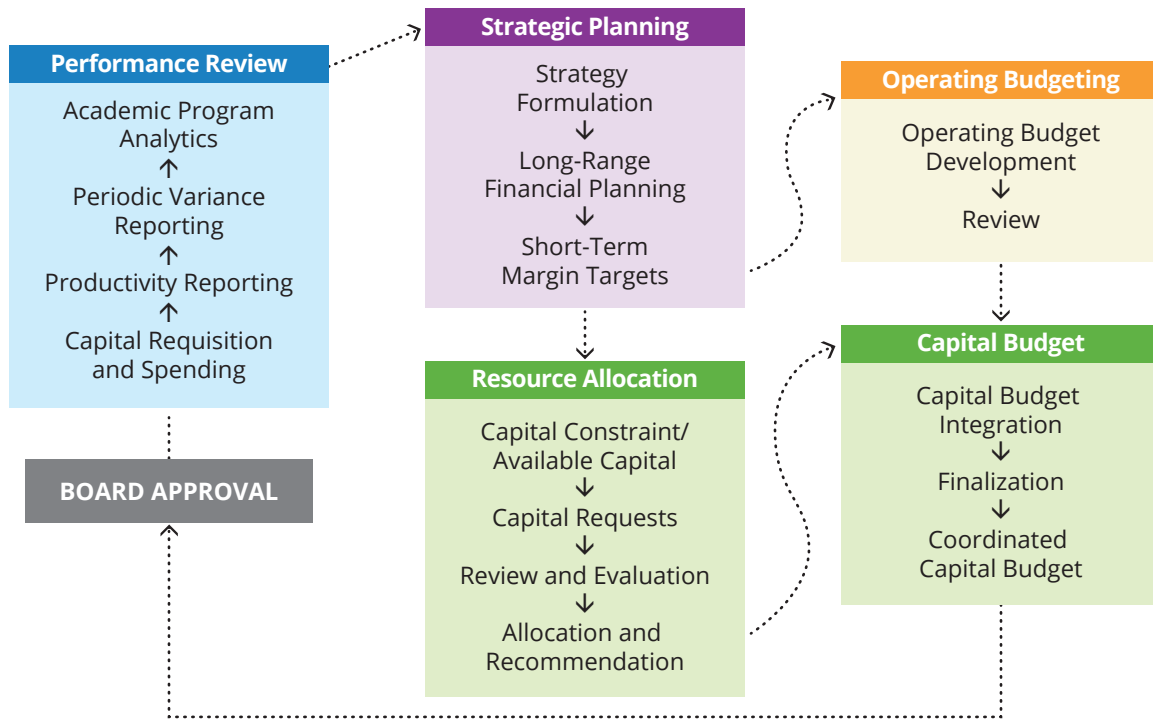 Performance Review
Academic Program
Analytics
Periodic Variance
Reporting
Productivity Reporting
Capital Requisition
and Spending
BOARD APPROVAL
Strategic Planning
Strategy
Formulation
Long-Range
Financial Planning
Short-Term
Margin Targets
Resource Allocation
Capital Constraint/
Available Capital
Capital Requests
Review and Evaluation
Allocation and
Recommendation
Operating Budgeting
Operating Budget
Development
Review
Capital Budget
Capital Budget
Integration
Finalization
Coordinated
Capital Budget